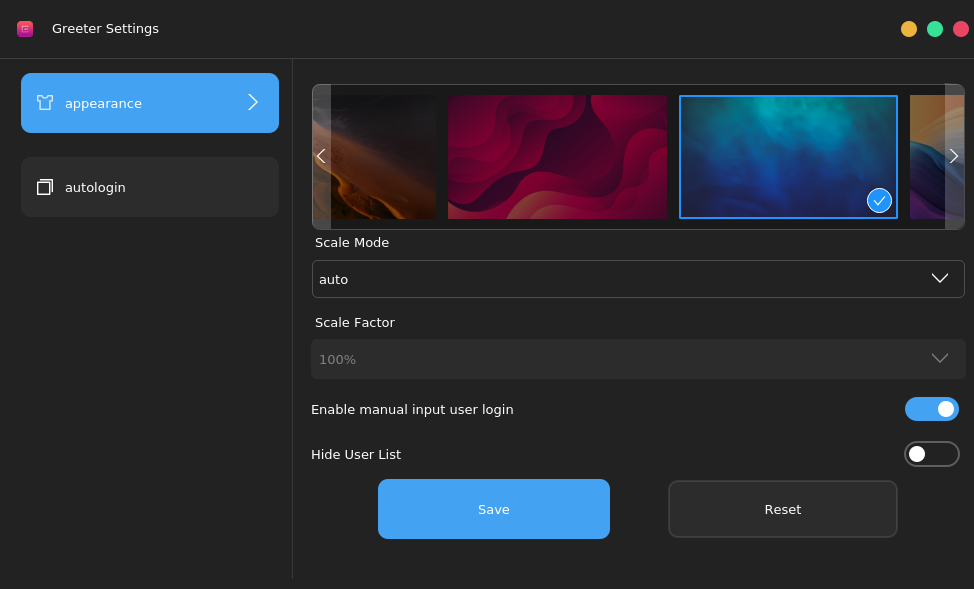 Greeter Settings
appearance
autologin
Scale Mode
auto
Scale Factor
100%
Enable manual input user login
Hide User List
Save
Reset